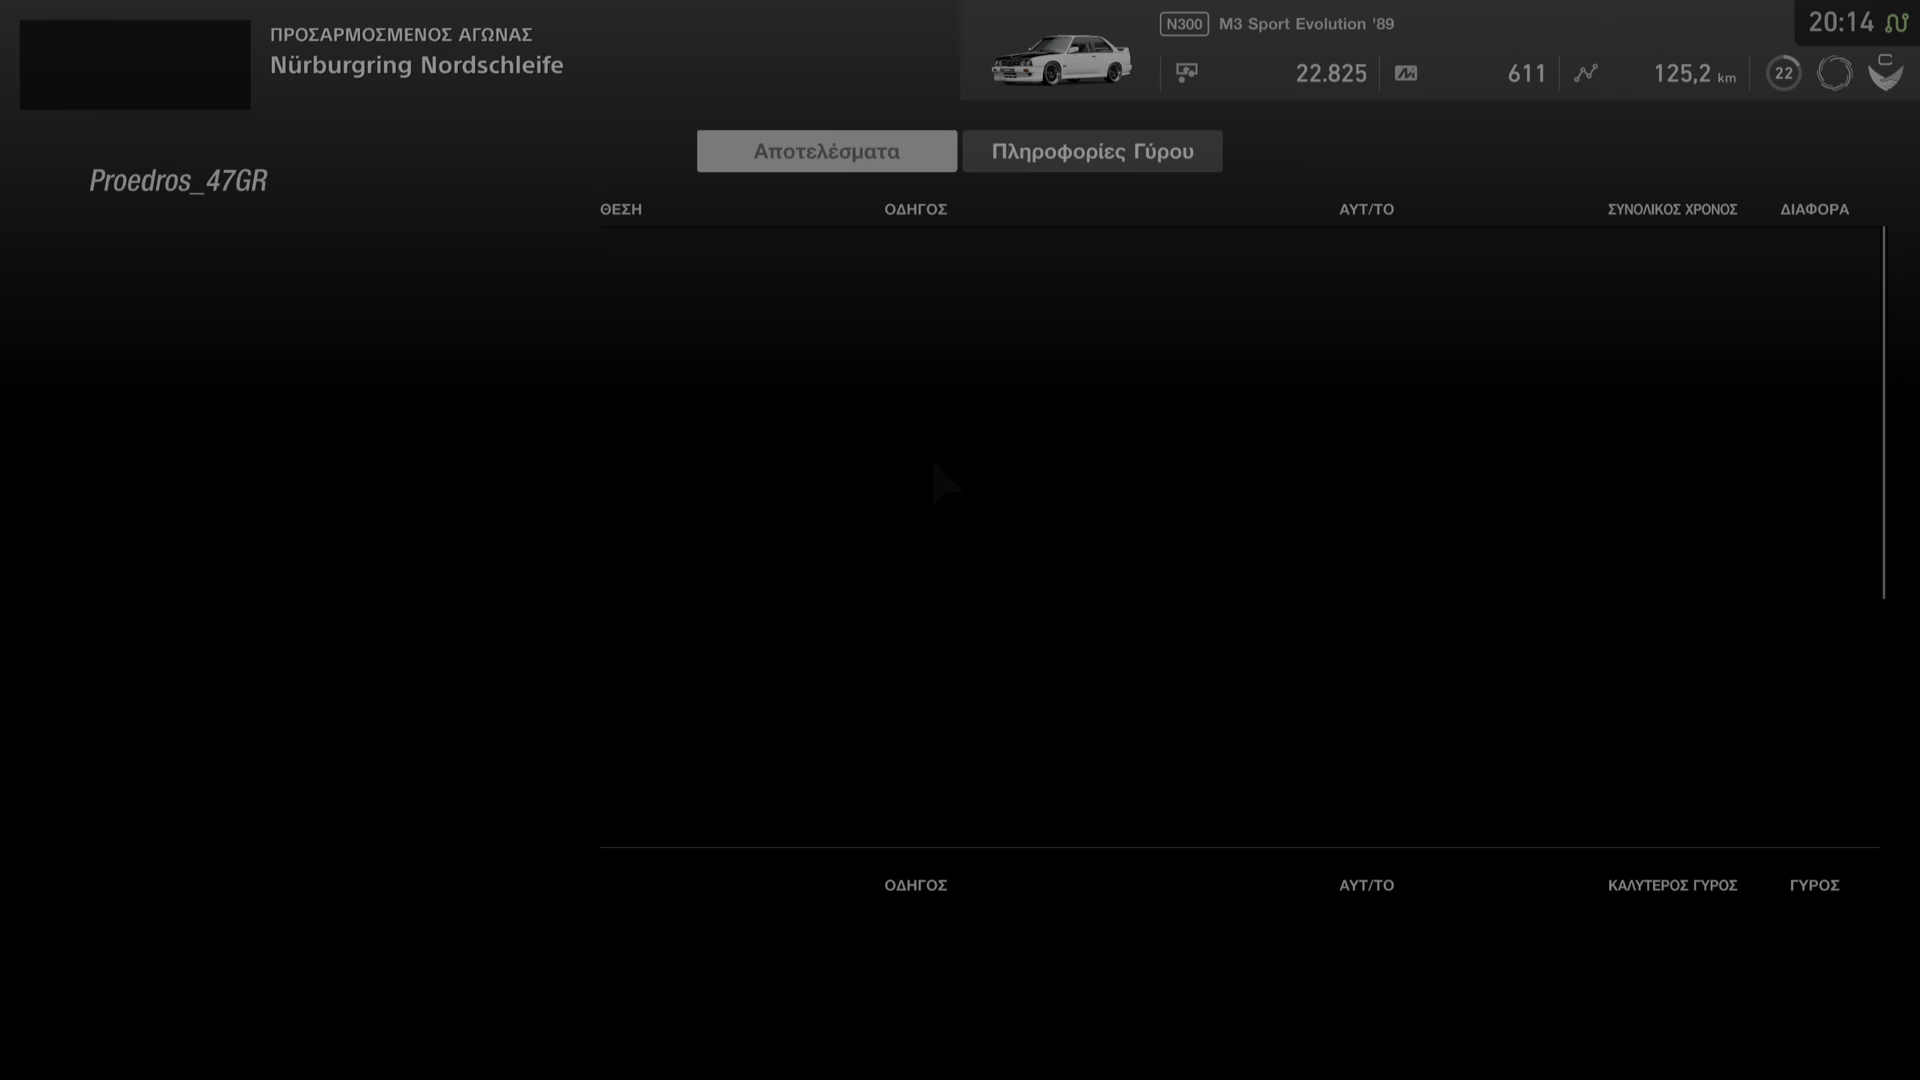 ΠΡΟΣΑΡΜΟΣΜΕΝΟΣ ΑΓΩΝΑΣ
Nürburgring Nordschleife
N300 M3 Sport Evolution '89
20:14
22.825 611 125,2 km 22 C
Αποτελέσματα Πληροφορίες Γύρου
Proedros_47GR
ΘΕΣΗ ΟΔΗΓΟΣ ΑΥΤ/ΤΟ ΣΥΝΟΛΙΚΟΣ ΧΡΟΝΟΣ ΔΙΑΦΟΡΑ
ΟΔΗΓΟΣ ΑΥΤ/ΤΟ ΚΑΛΥΤΕΡΟΣ ΓΥΡΟΣ ΓΥΡΟΣ